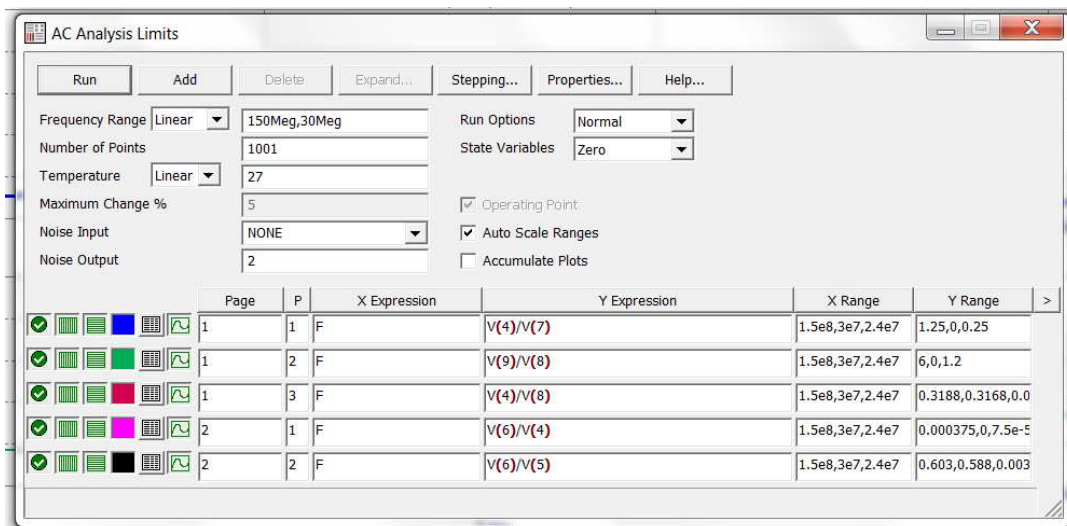 AC Analysis Limits
Run Add Delete Expand... Stepping... Properties... Help...
Frequency Range Linear 150Meg,30Meg Run Options Normal
Number of Points 1001 State Variables Zero
Temperature Linear 27
Maximum Change % 5 Operating Point
Noise Input NONE Auto Scale Ranges
Noise Output 2 Accumulate Plots
Page P X Expression Y Expression X Range Y Range >
1 1 F V(4)/V(7) 1.5e8,3e7,2.4e7 1.25,0,0.25
1 2 F V(9)/V(8) 1.5e8,3e7,2.4e7 6,0,1.2
1 3 F V(4)/V(8) 1.5e8,3e7,2.4e7 0.3188,0.3168,0.0
2 1 F V(6)/V(4) 1.5e8,3e7,2.4e7 0.000375,0,7.5e-5
2 2 F V(6)/V(5) 1.5e8,3e7,2.4e7 0.603,0.588,0.003